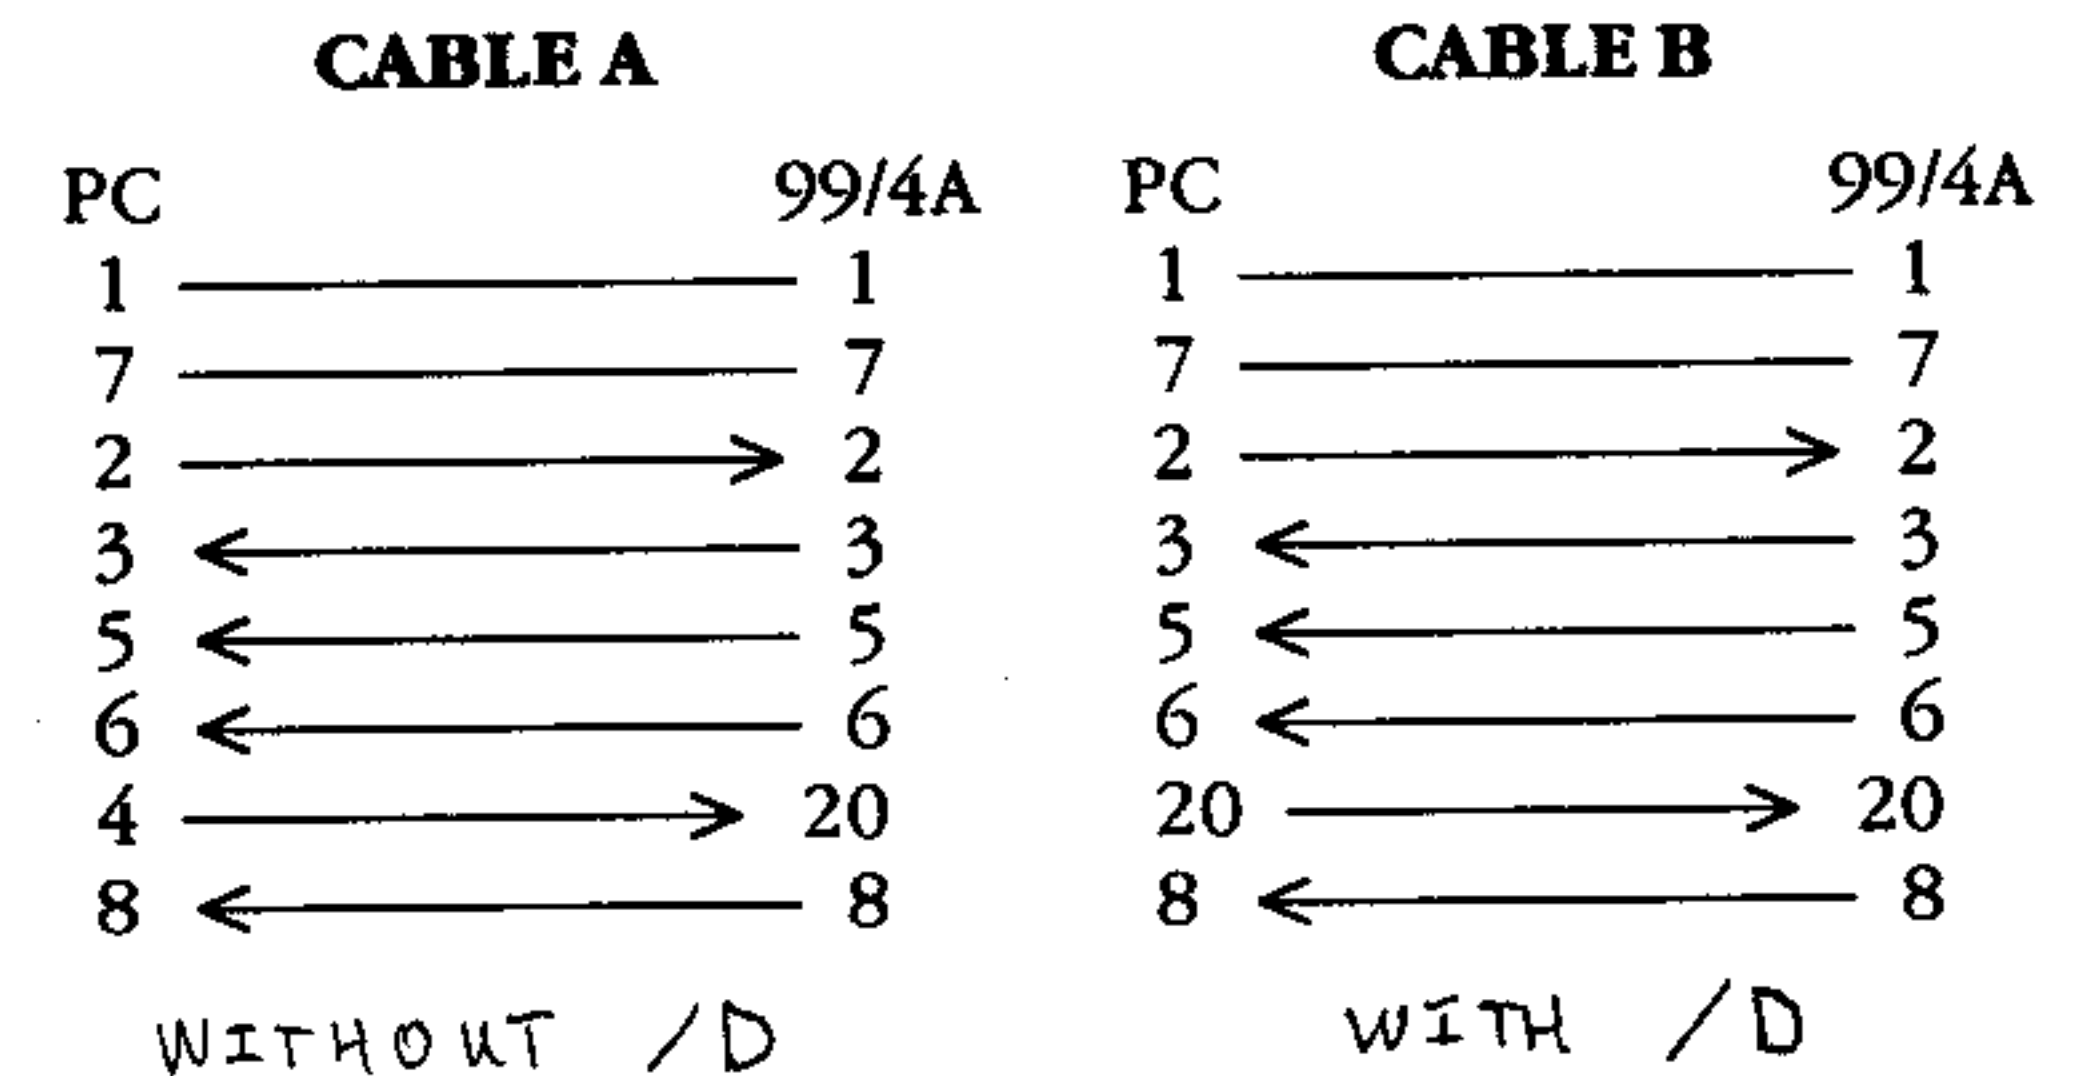 CABLE A
PC 99/4A
1 1
7 7
2 2
3 3
5 5
6 6
4 20
8 8
WITHOUT /D
CABLE B
PC 99/4A
1 1
7 7
2 2
3 3
5 5
6 6
20 20
8 8
WITH /D